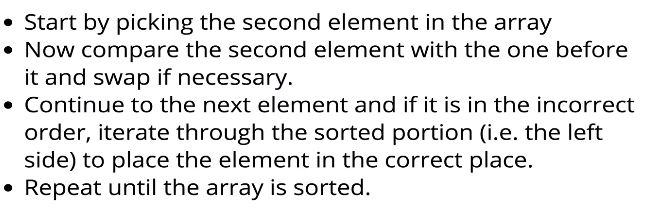 • Start by picking the second element in the array
• Now compare the second element with the one before
it and swap if necessary.
• Continue to the next element and if it is in the incorrect
order, iterate through the sorted portion (i.e. the left
side) to place the element in the correct place.
• Repeat until the array is sorted.